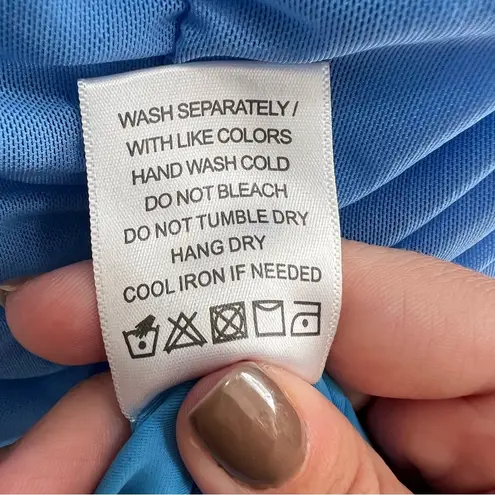 WASH SEPARATELY /
WITH LIKE COLORS
HAND WASH COLD
DO NOT BLEACH
DO NOT TUMBLE DRY
HANG DRY
COOL IRON IF NEEDED